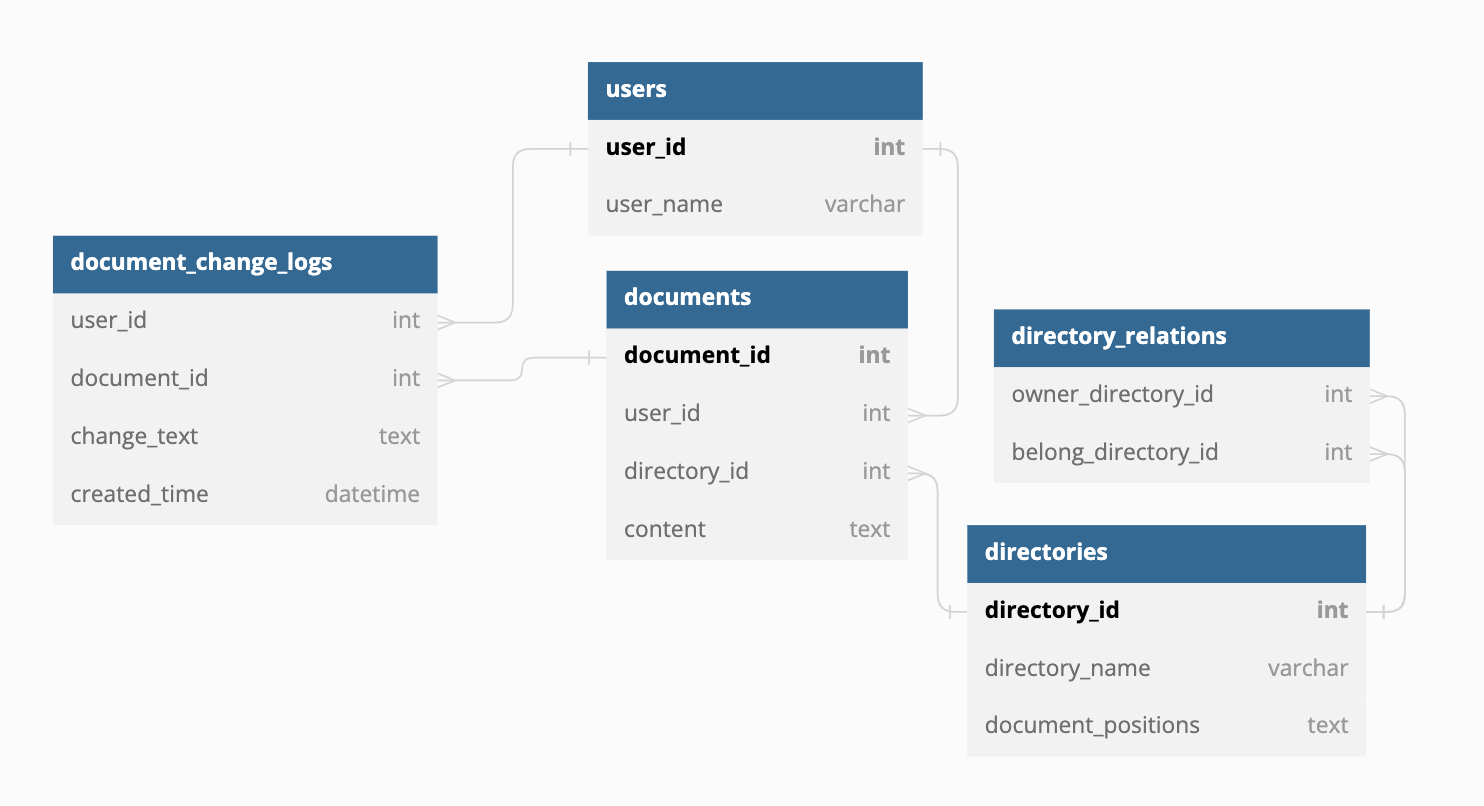 users
user_id int
user_name varchar
document_change_logs
user_id int
document_id int
change_text text
created_time datetime
documents
document_id int
user_id int
directory_id int
content text
directory_relations
owner_directory_id int
belong_directory_id int
directories
directory_id int
directory_name varchar
document_positions text